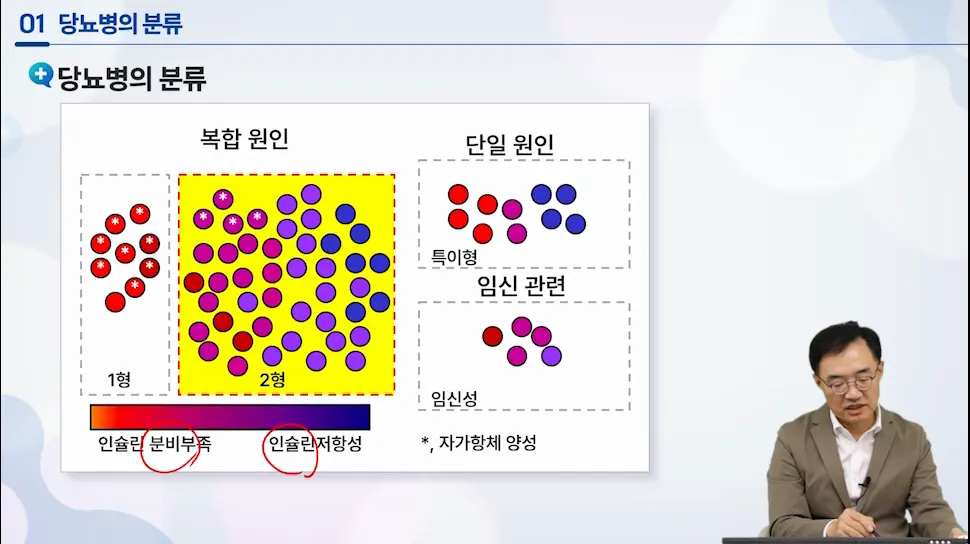 01 당뇨병의 분류
당뇨병의 분류
복합 원인
단일 원인
특이형
임신 관련
1형
2형
임신성
인슐린 분비부족
인슐린저항성
*, 자가항체 양성